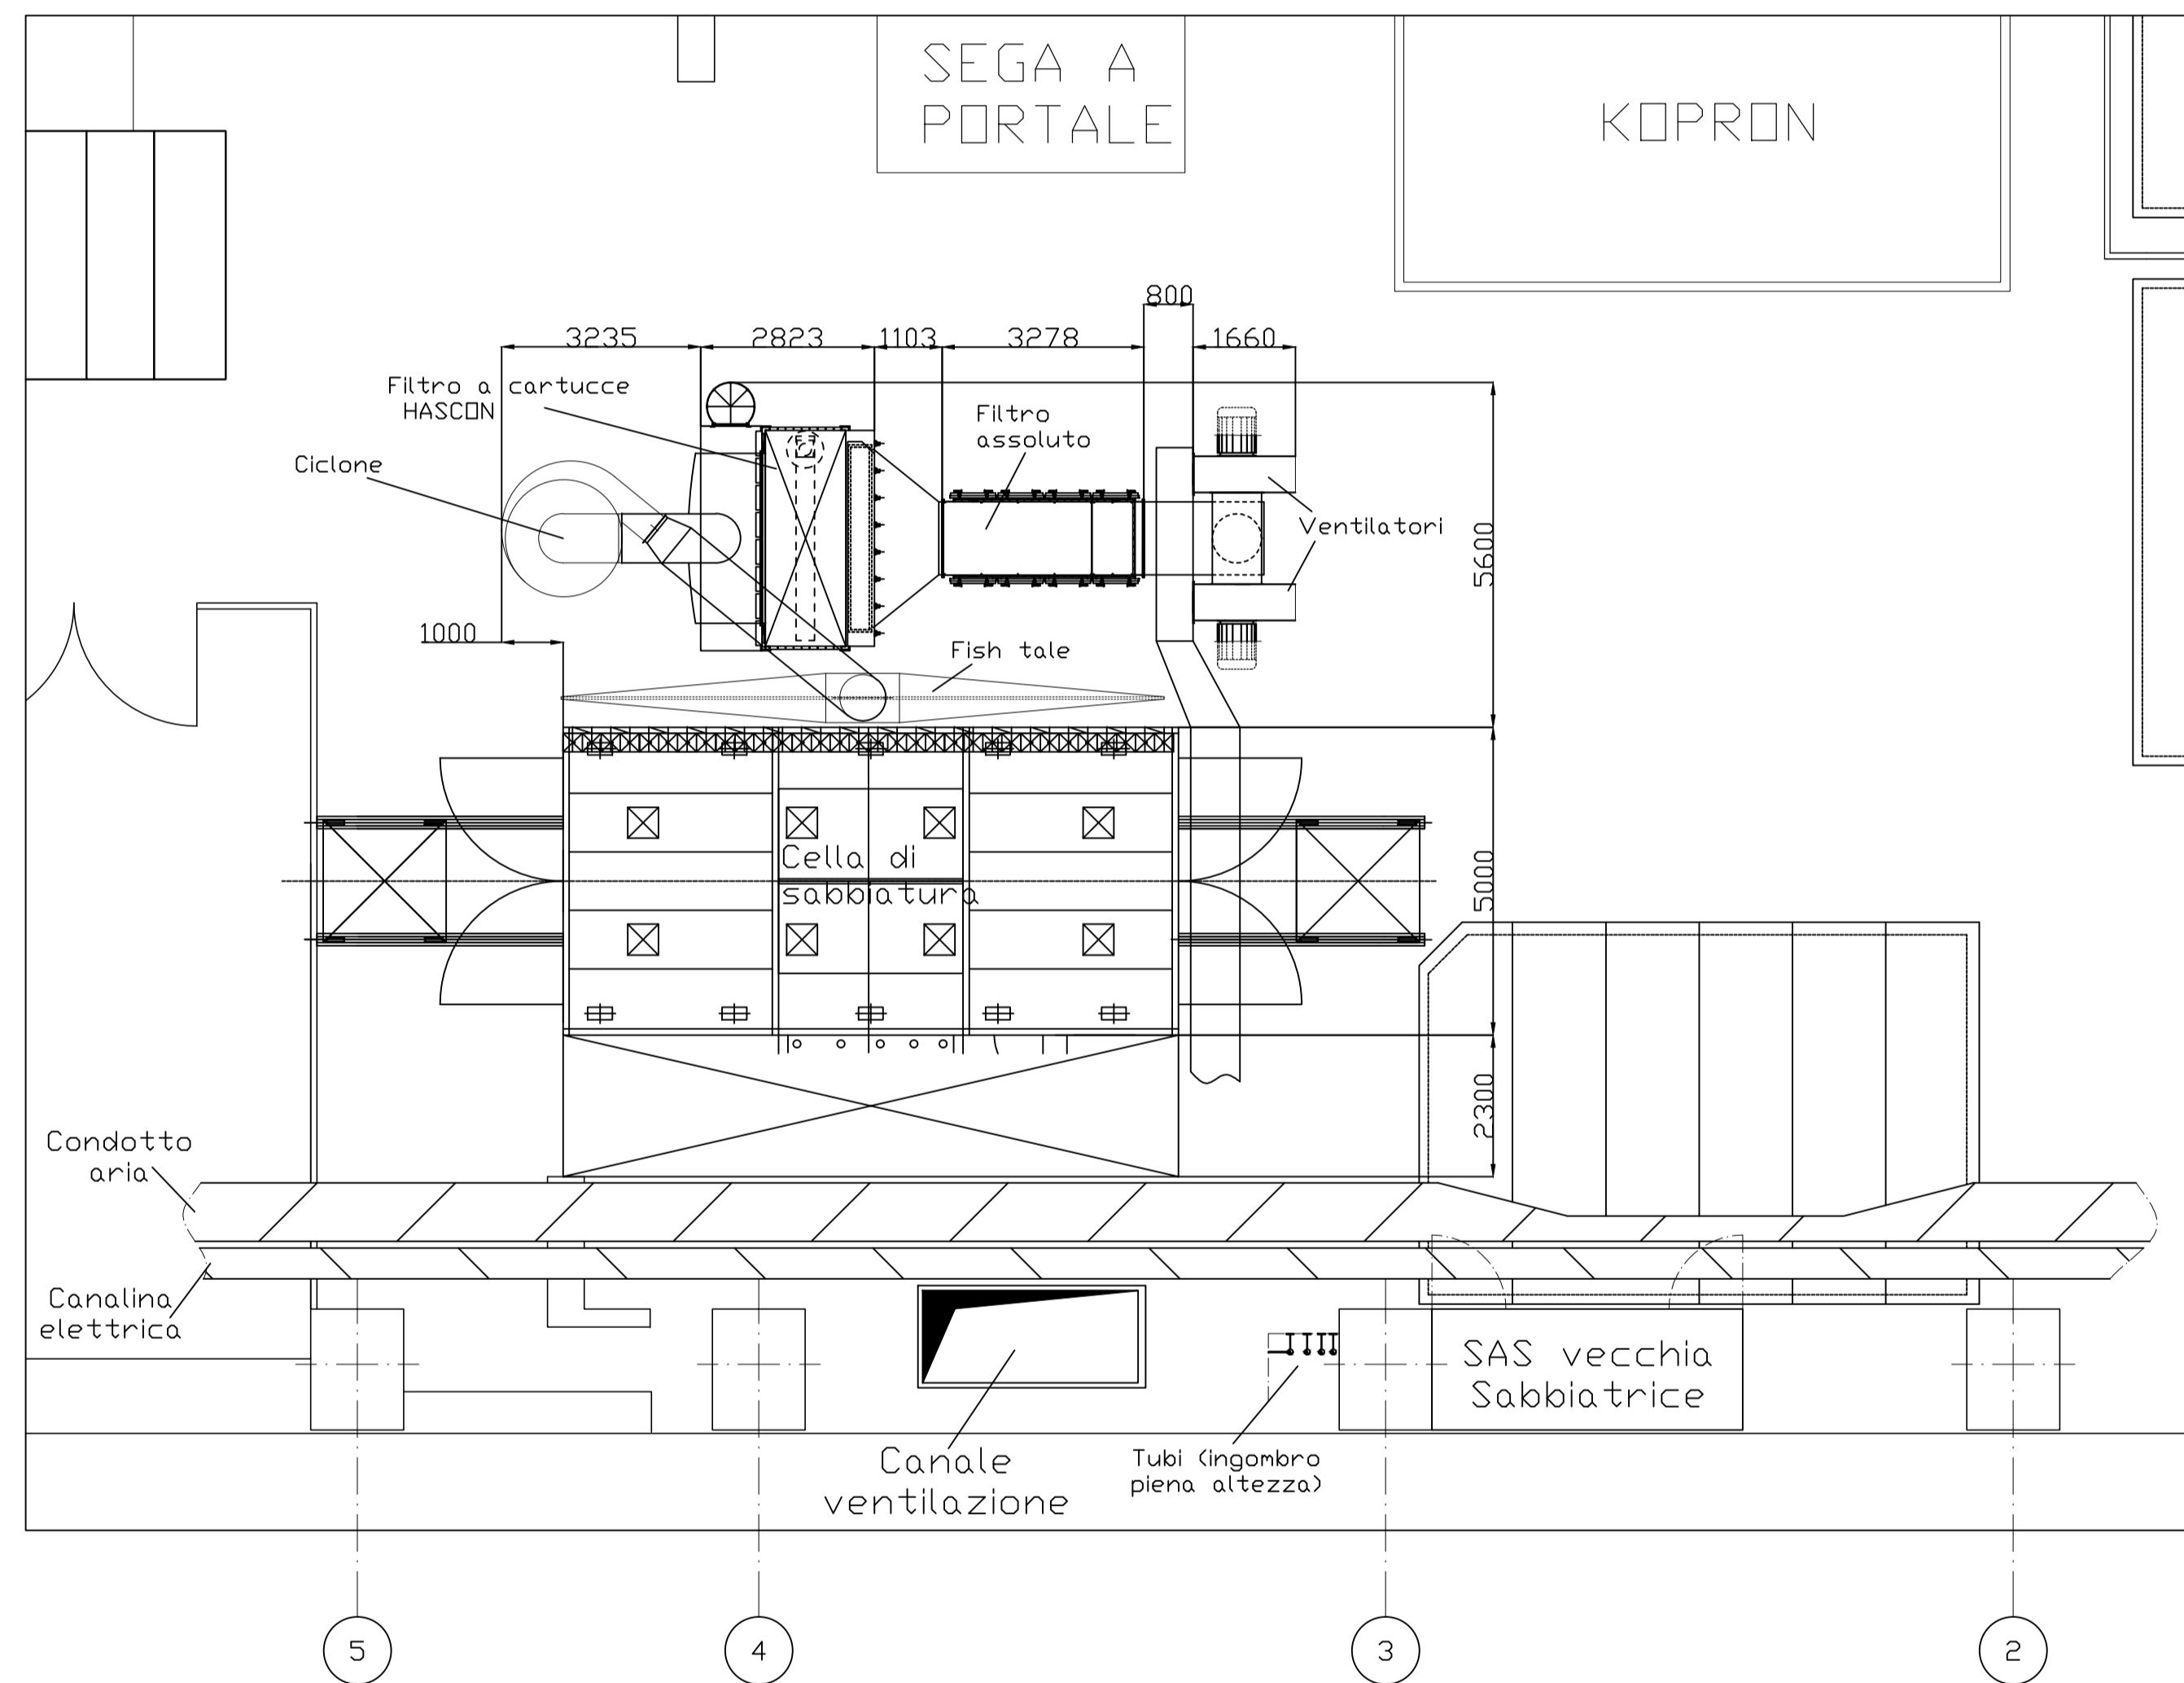 SEGA A
PORTALE
KOPRON
800
3235
2823
1103
3278
1660
Filtro a cartucce
HASCON
Filtro
assoluto
Ciclone
Ventilatori
5600
1000
Fish tale
Cella di
sabbiatura
5000
2300
Condotto
aria
Canalina
elettrica
SAS vecchia
Sabbiatrice
Canale
ventilazione
Tubi (ingombro
piena altezza)
5
4
3
2